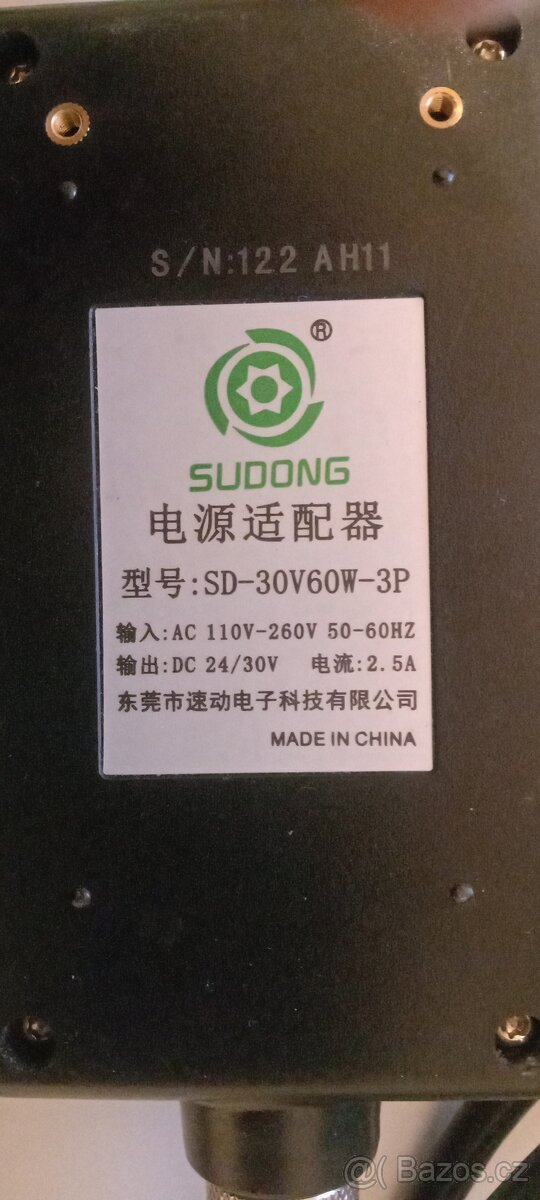 S/N:122 AH11
®
SUDONG
电源适配器
型号:SD-30V60W-3P
输入:AC 110V-260V 50-60HZ
输出:DC 24/30V 电流:2.5A
东莞市速动电子科技有限公司
MADE IN CHINA
@( Bazos.cz